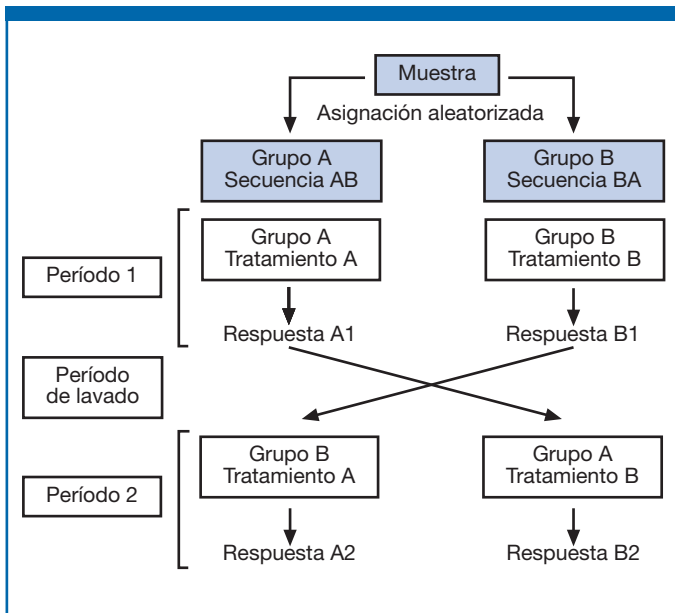 Muestra
Asignación aleatorizada
Grupo A
Secuencia AB
Grupo B
Secuencia BA
Período 1
Grupo A
Tratamiento A
Grupo B
Tratamiento B
Respuesta A1
Respuesta B1
Período
de lavado
Período 2
Grupo B
Tratamiento A
Grupo A
Tratamiento B
Respuesta A2
Respuesta B2